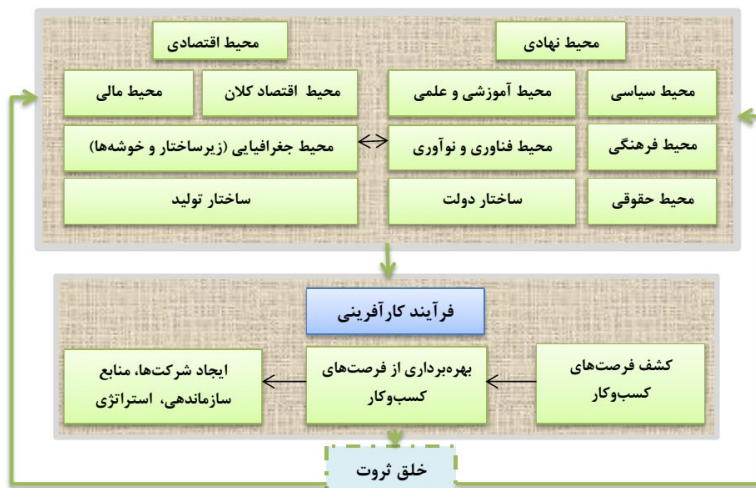 محیط نهادی
محیط اقتصادی
محیط سیاسی
محیط آموزشی و علمی
محیط اقتصاد کلان
محیط مالی
محیط فرهنگی
محیط فناوری و نوآوری
محیط جغرافیایی (زیرساختار و خوشه‌ها)
محیط حقوقی
ساختار دولت
ساختار تولید
فرآیند کارآفرینی
کشف فرصت‌های
کسب‌وکار
بهره‌برداری از فرصت‌های
کسب‌وکار
ایجاد شرکت‌ها، منابع
سازماندهی، استراتژی
خلق ثروت